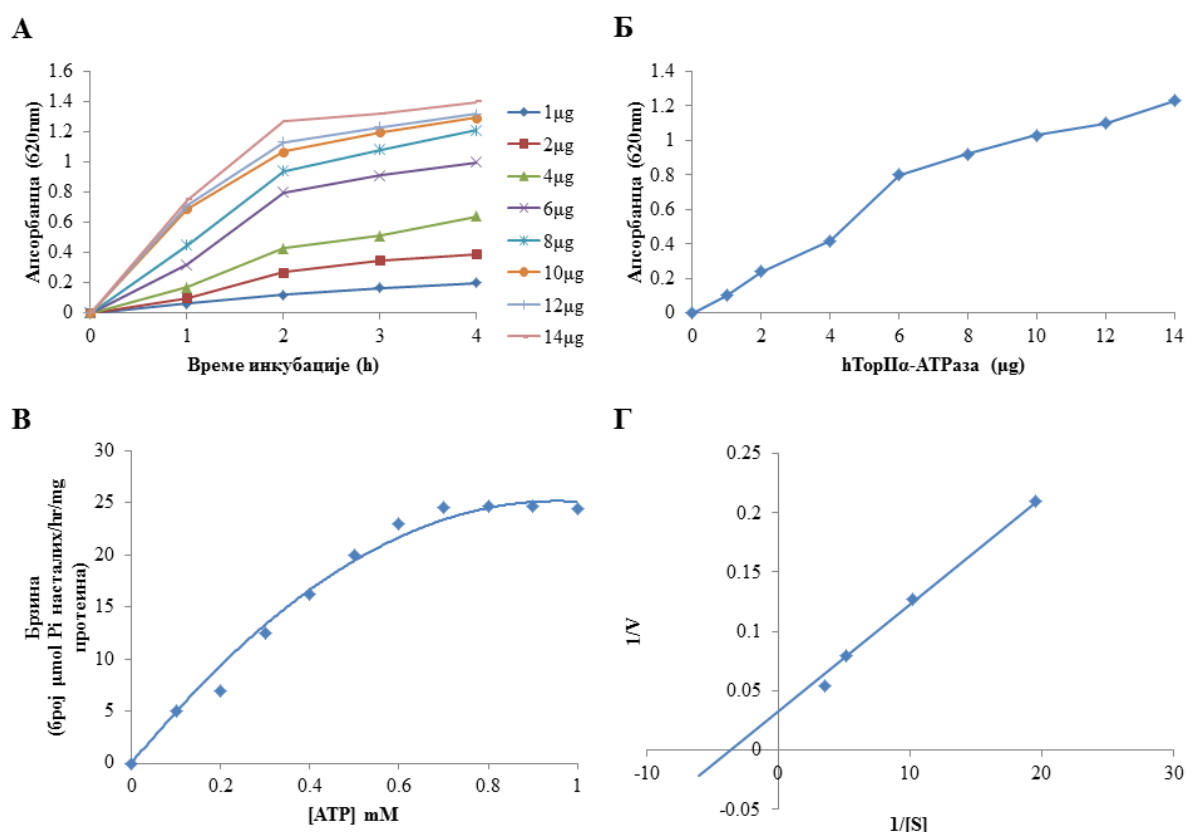 А
Апсорбанца (620nm)
1.6
1.4
1.2
1
0.8
0.6
0.4
0.2
0
0 1 2 3 4
Време инкубације (h)
1μg
2μg
4μg
6μg
8μg
10μg
12μg
14μg
Б
Апсорбанца (620nm)
1.4
1.2
1
0.8
0.6
0.4
0.2
0
0 2 4 6 8 10 12 14
hTopIIα-АТРаза (μg)
В
Брзина
(број μmol Pi насталих/hr/mg
протеина)
30
25
20
15
10
5
0
0 0.2 0.4 0.6 0.8 1
[ATP] mM
Г
1/V
0.25
0.2
0.15
0.1
0.05
0
-0.05
-10 0 10 20 30
1/[S]